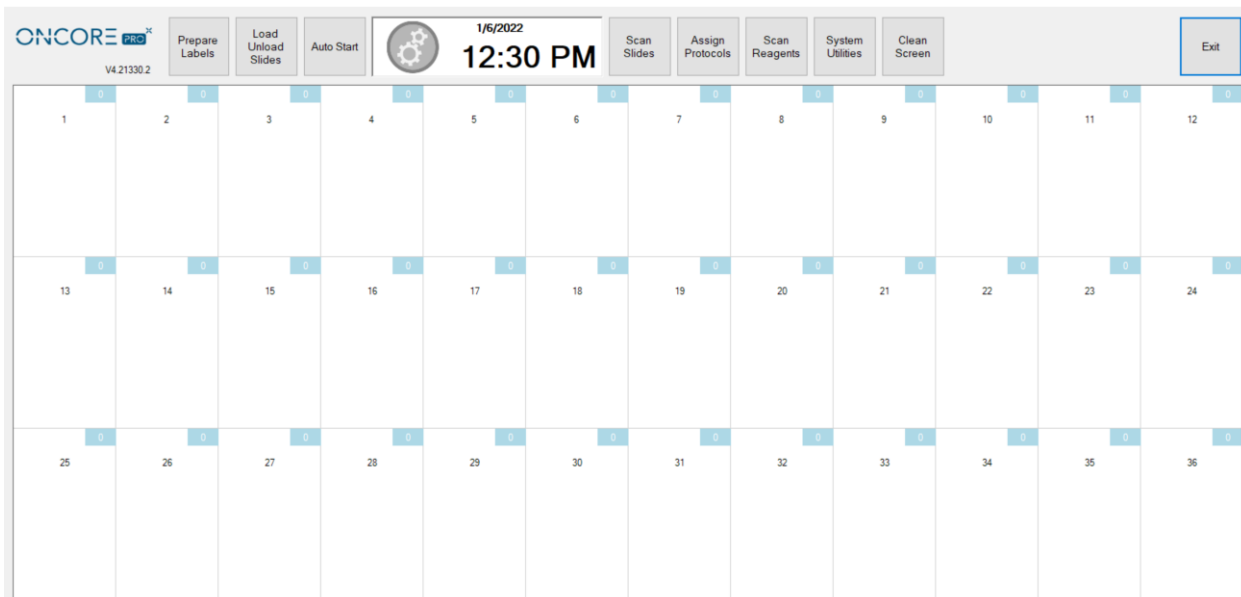 ONCORE PRO X
V4.21330.2
Prepare
Labels
Load
Unload
Slides
Auto Start
1/6/2022
12:30 PM
Scan
Slides
Assign
Protocols
Scan
Reagents
System
Utilities
Clean
Screen
Exit
0 0 0 0 0 0 0 0 0 0 0 0
1 2 3 4 5 6 7 8 9 10 11 12
0 0 0 0 0 0 0 0 0 0 0 0
13 14 15 16 17 18 19 20 21 22 23 24
0 0 0 0 0 0 0 0 0 0 0 0
25 26 27 28 29 30 31 32 33 34 35 36